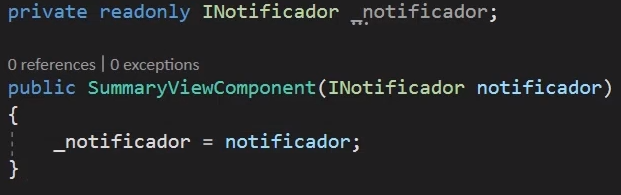 private readonly INotificador _notificador;
0 references | 0 exceptions
public SummaryViewComponent(INotificador notificador)
{
_notificador = notificador;
}